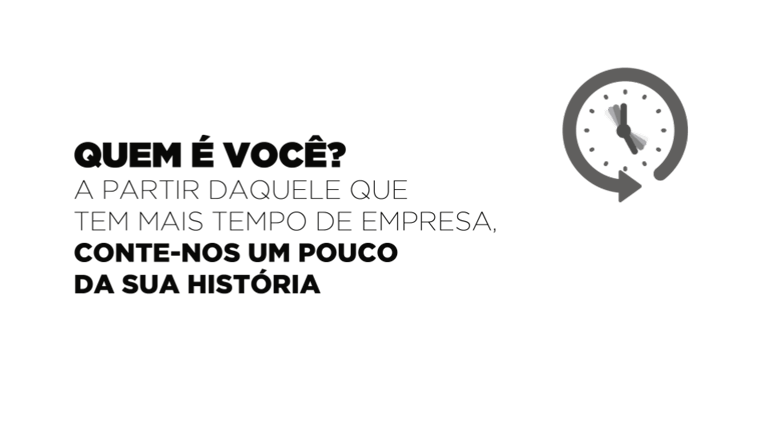 QUEM É VOCÊ?
A PARTIR DAQUELE QUE
TEM MAIS TEMPO DE EMPRESA,
CONTE-NOS UM POUCO
DA SUA HISTÓRIA